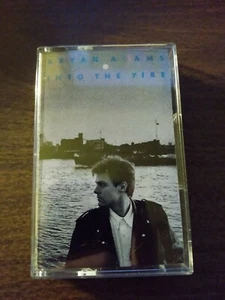 BRYAN ADAMS
INTO THE FIRE